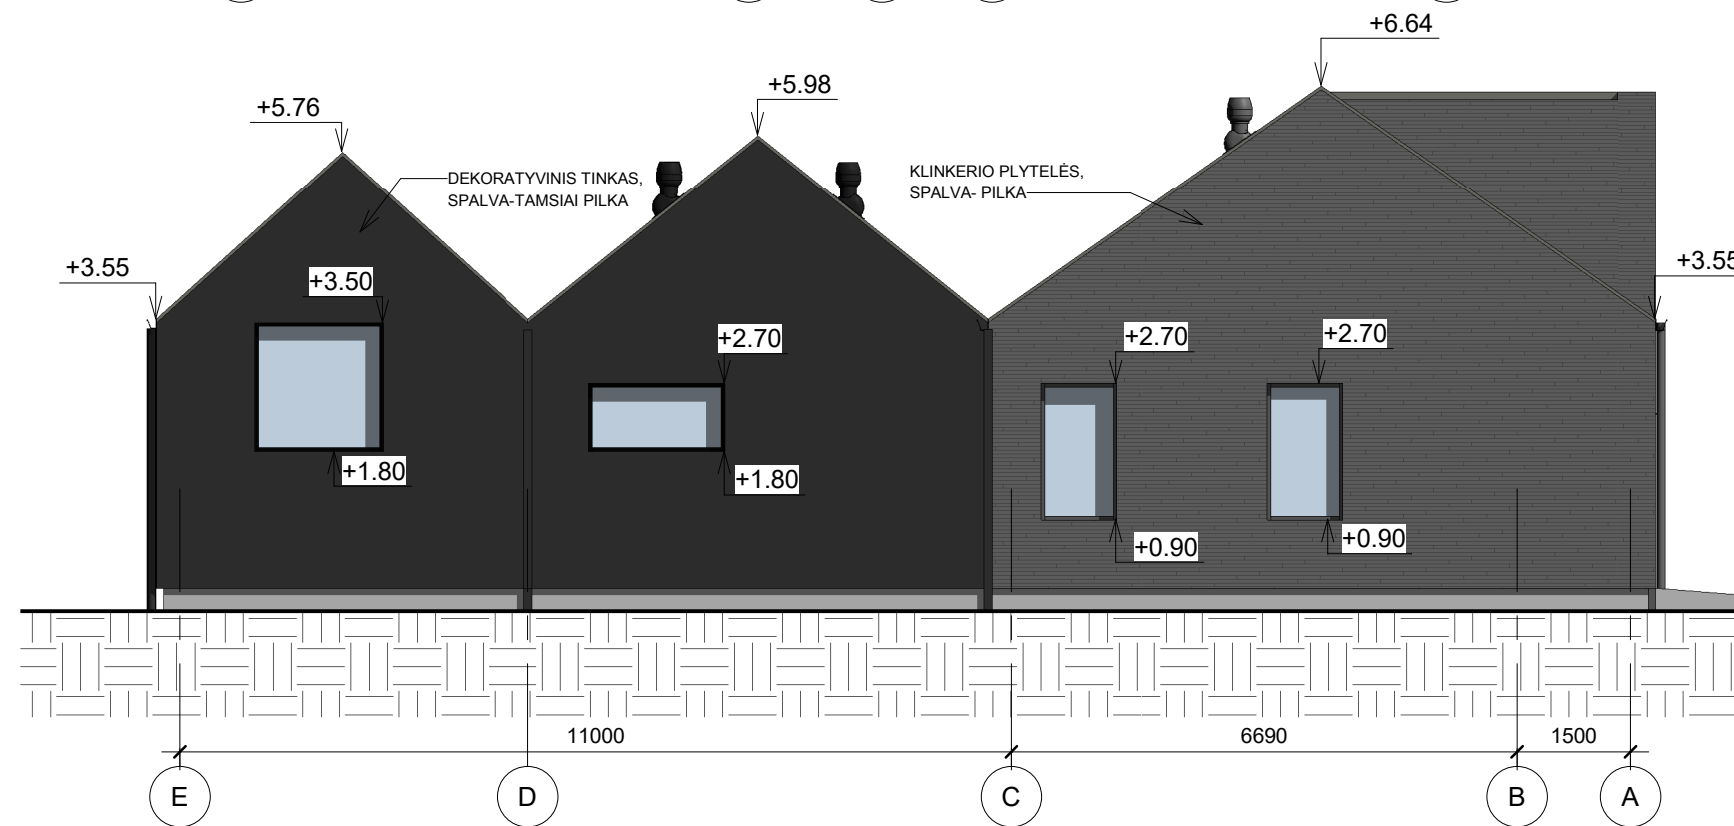 +6.64
+5.98
+5.76
DEKORATYVINIS TINKAS,
SPALVA-TAMSIAI PILKA
KLINKERIO PLYTELĖS,
SPALVA- PILKA
+3.55
+3.50
+3.55
+2.70
+2.70
+2.70
+1.80
+1.80
+0.90
+0.90
11000
6690
1500
E
D
C
B
A